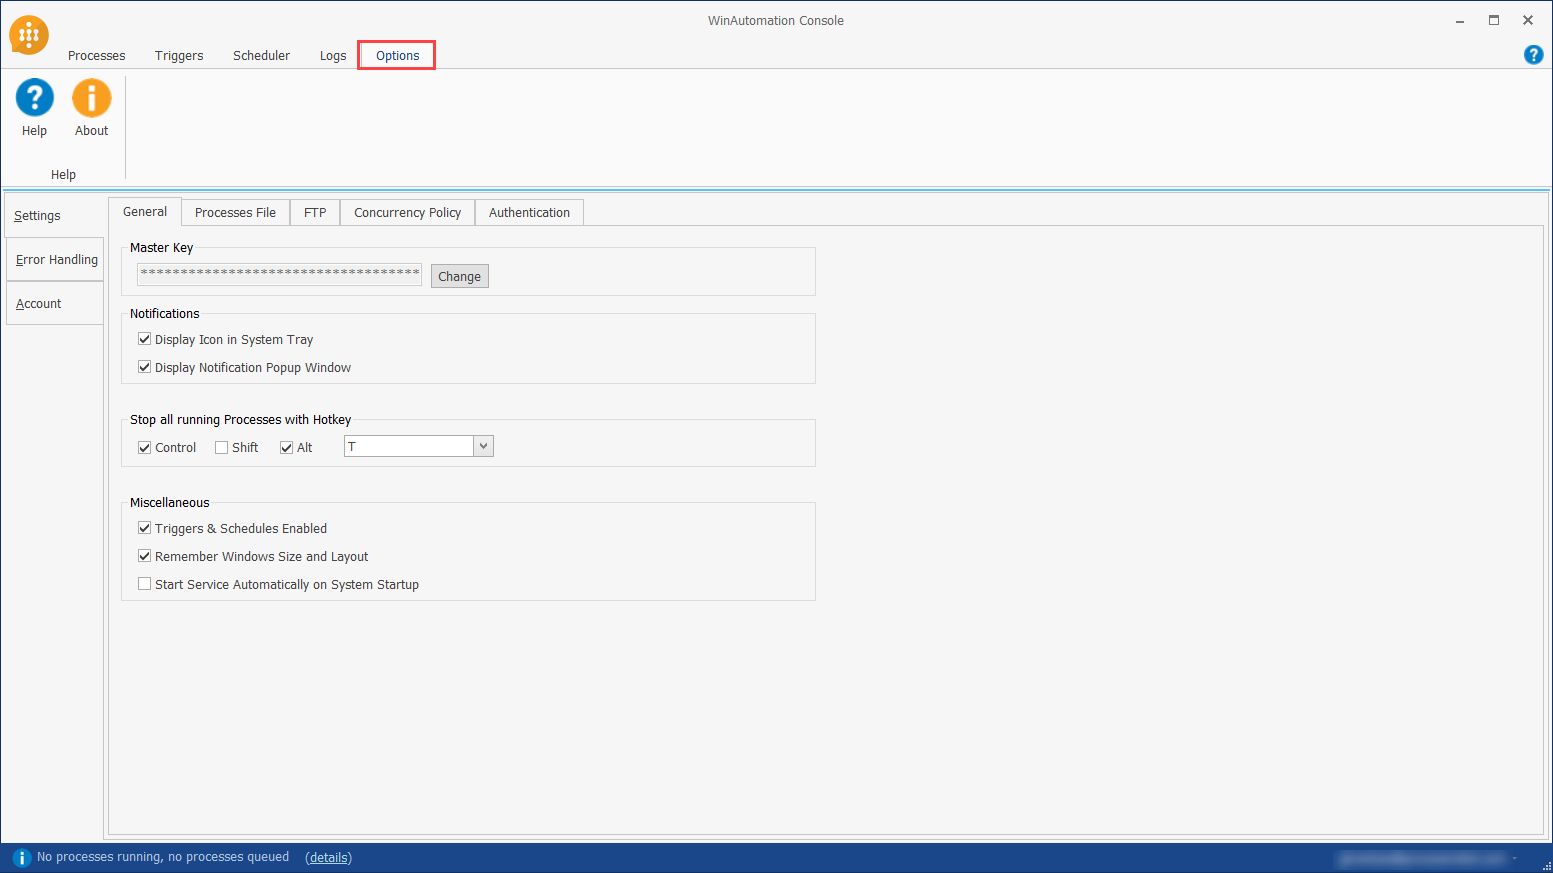 WinAutomation Console
Processes Triggers Scheduler Logs Options
Help About
Help
Settings
Error Handling
Account
General Processes File FTP Concurrency Policy Authentication
Master Key
*********************************** Change
Notifications
Display Icon in System Tray
Display Notification Popup Window
Stop all running Processes with Hotkey
Control Shift Alt T
Miscellaneous
Triggers & Schedules Enabled
Remember Windows Size and Layout
Start Service Automatically on System Startup
No processes running, no processes queued (details)